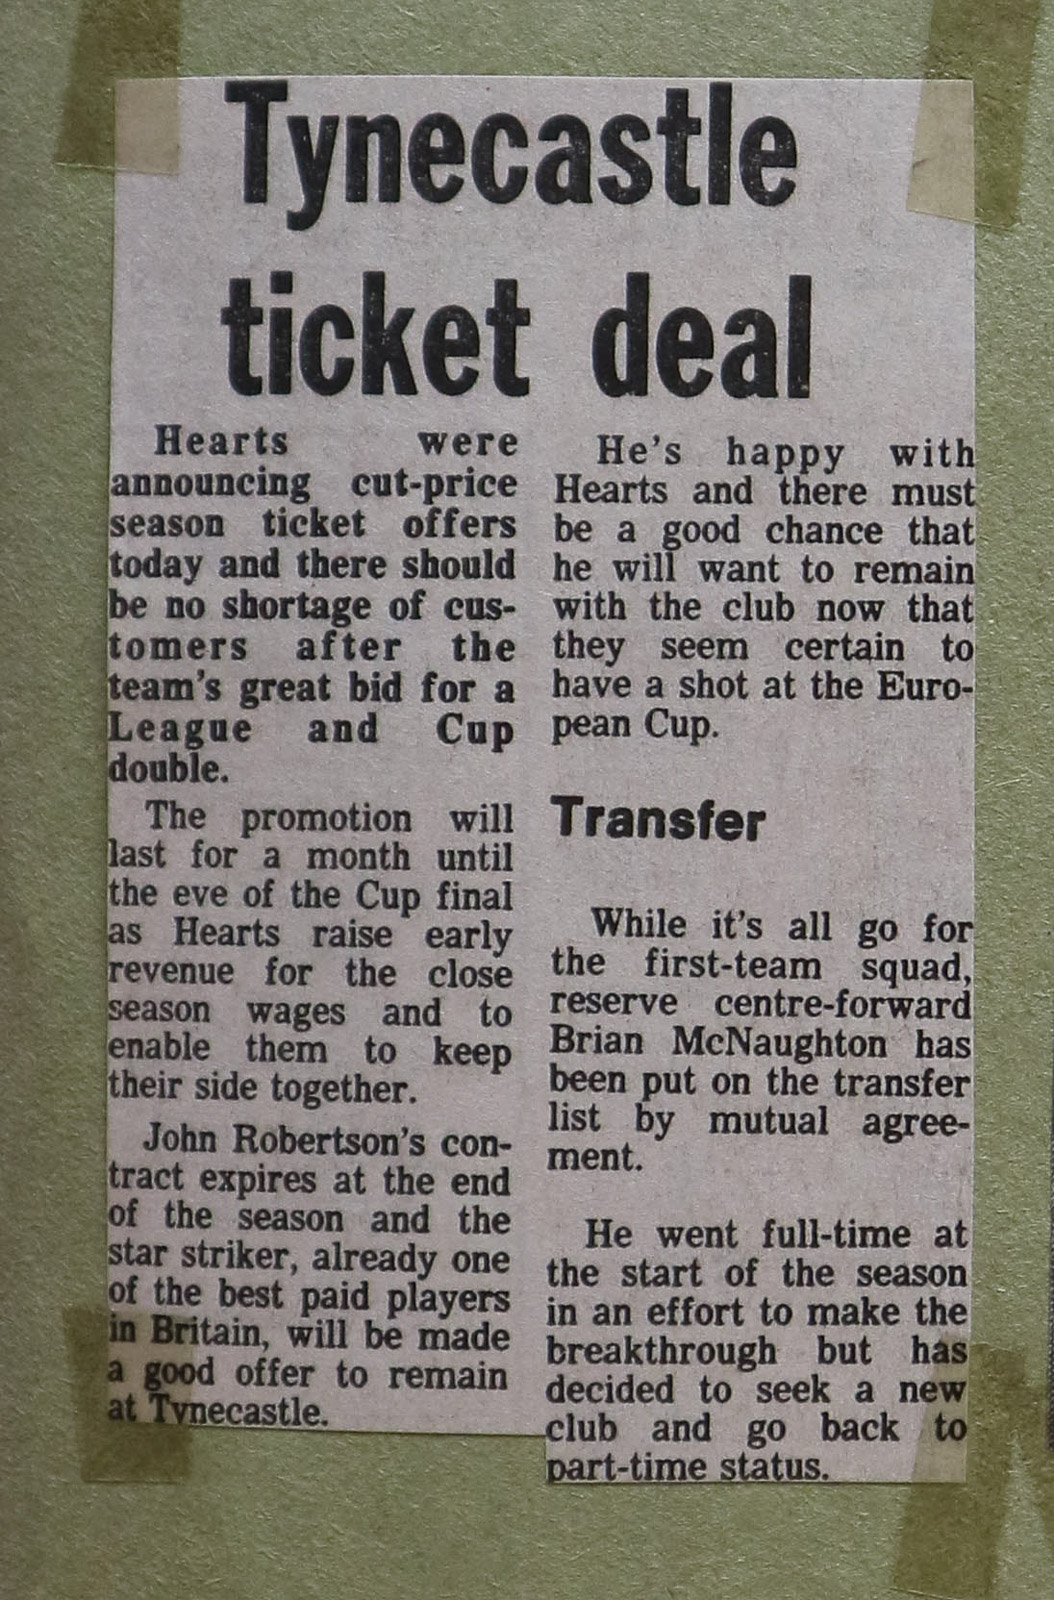 Tynecastle
ticket deal
Hearts were
announcing cut-price
season ticket offers
today and there should
be no shortage of cus-
tomers after the
team's great bid for a
League and Cup
double.
The promotion will
last for a month until
the eve of the Cup final
as Hearts raise early
revenue for the close
season wages and to
enable them to keep
their side together.
John Robertson's con-
tract expires at the end
of the season and the
star striker, already one
of the best paid players
in Britain, will be made
a good offer to remain
at Tynecastle.
He's happy with
Hearts and there must
be a good chance that
he will want to remain
with the club now that
they seem certain to
have a shot at the Euro-
pean Cup.
Transfer
While it's all go for
the first-team squad,
reserve centre-forward
Brian McNaughton has
been put on the transfer
list by mutual agree-
ment.
He went full-time at
the start of the season
in an effort to make the
breakthrough but has
decided to seek a new
club and go back to
part-time status.